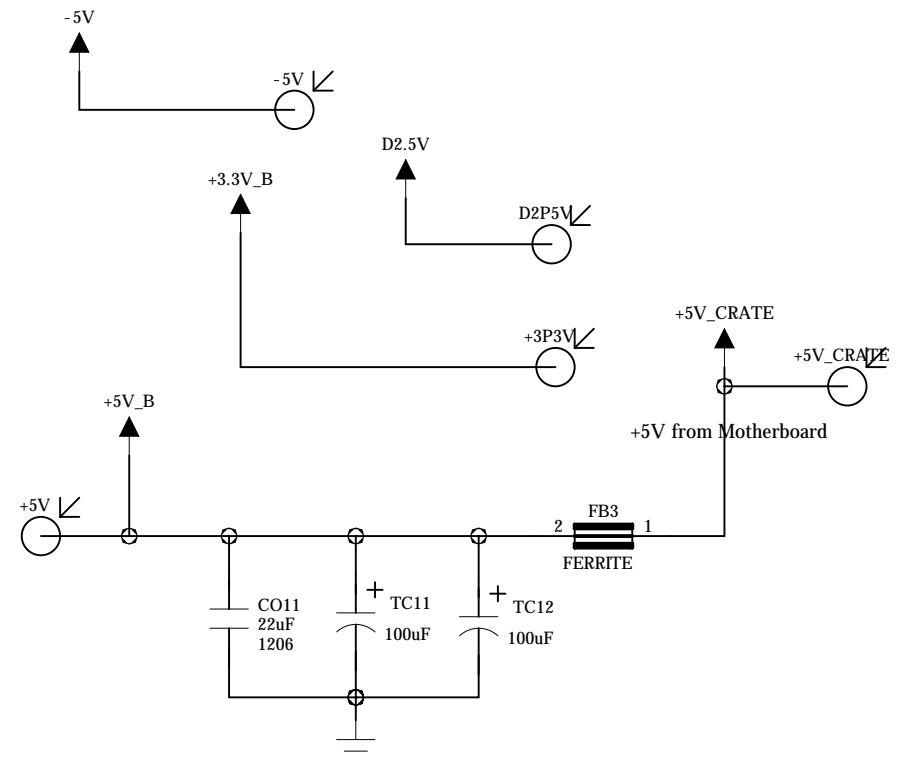 -5V
-5V
D2.5V
+3.3V_B
D2P5V
+5V_CRATE
+3P3V
+5V_CRATE
+5V_B
+5V from Motherboard
+5V
FB3
2
1
FERRITE
+
+
CO11
22uF
1206
TC11
100uF
TC12
100uF